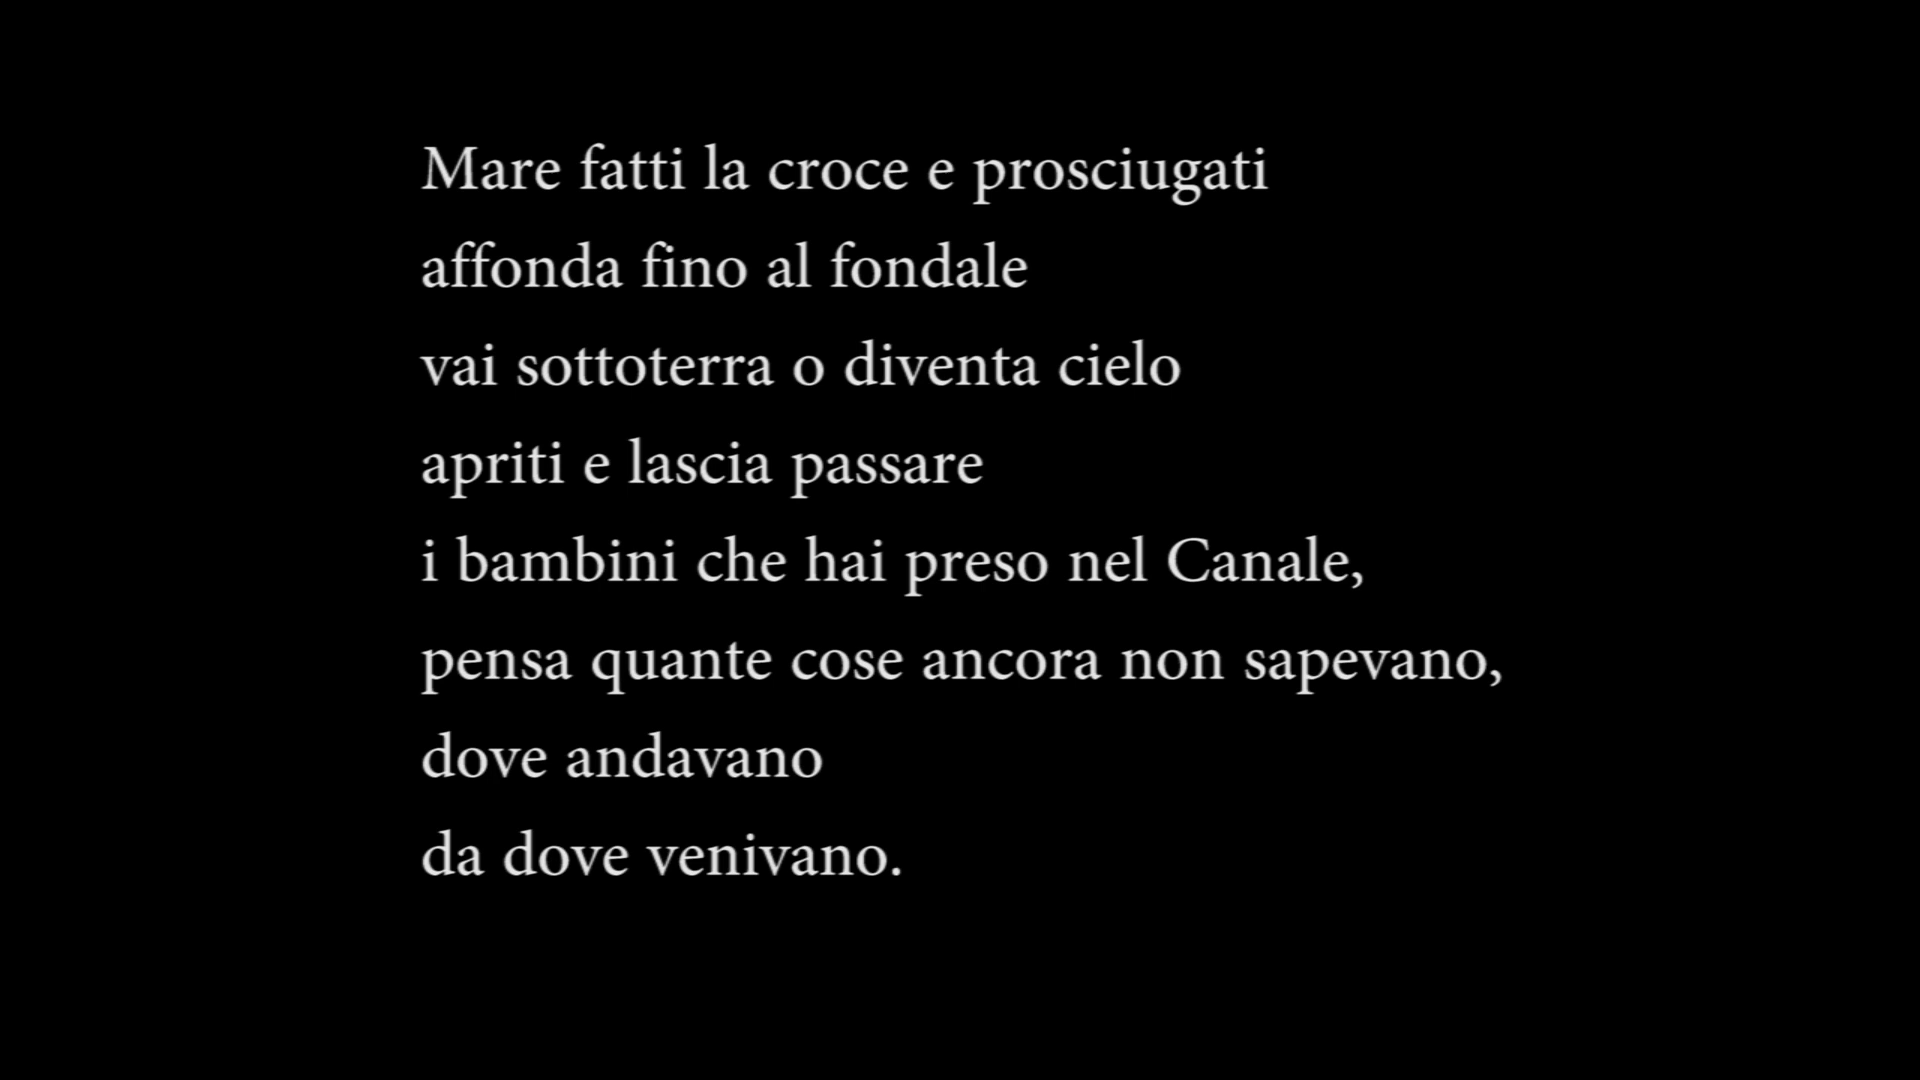 Mare fatti la croce e prosciugati
affonda fino al fondale
vai sottoterra o diventa cielo
apriti e lascia passare
i bambini che hai preso nel Canale,
pensa quante cose ancora non sapevano,
dove andavano
da dove venivano.